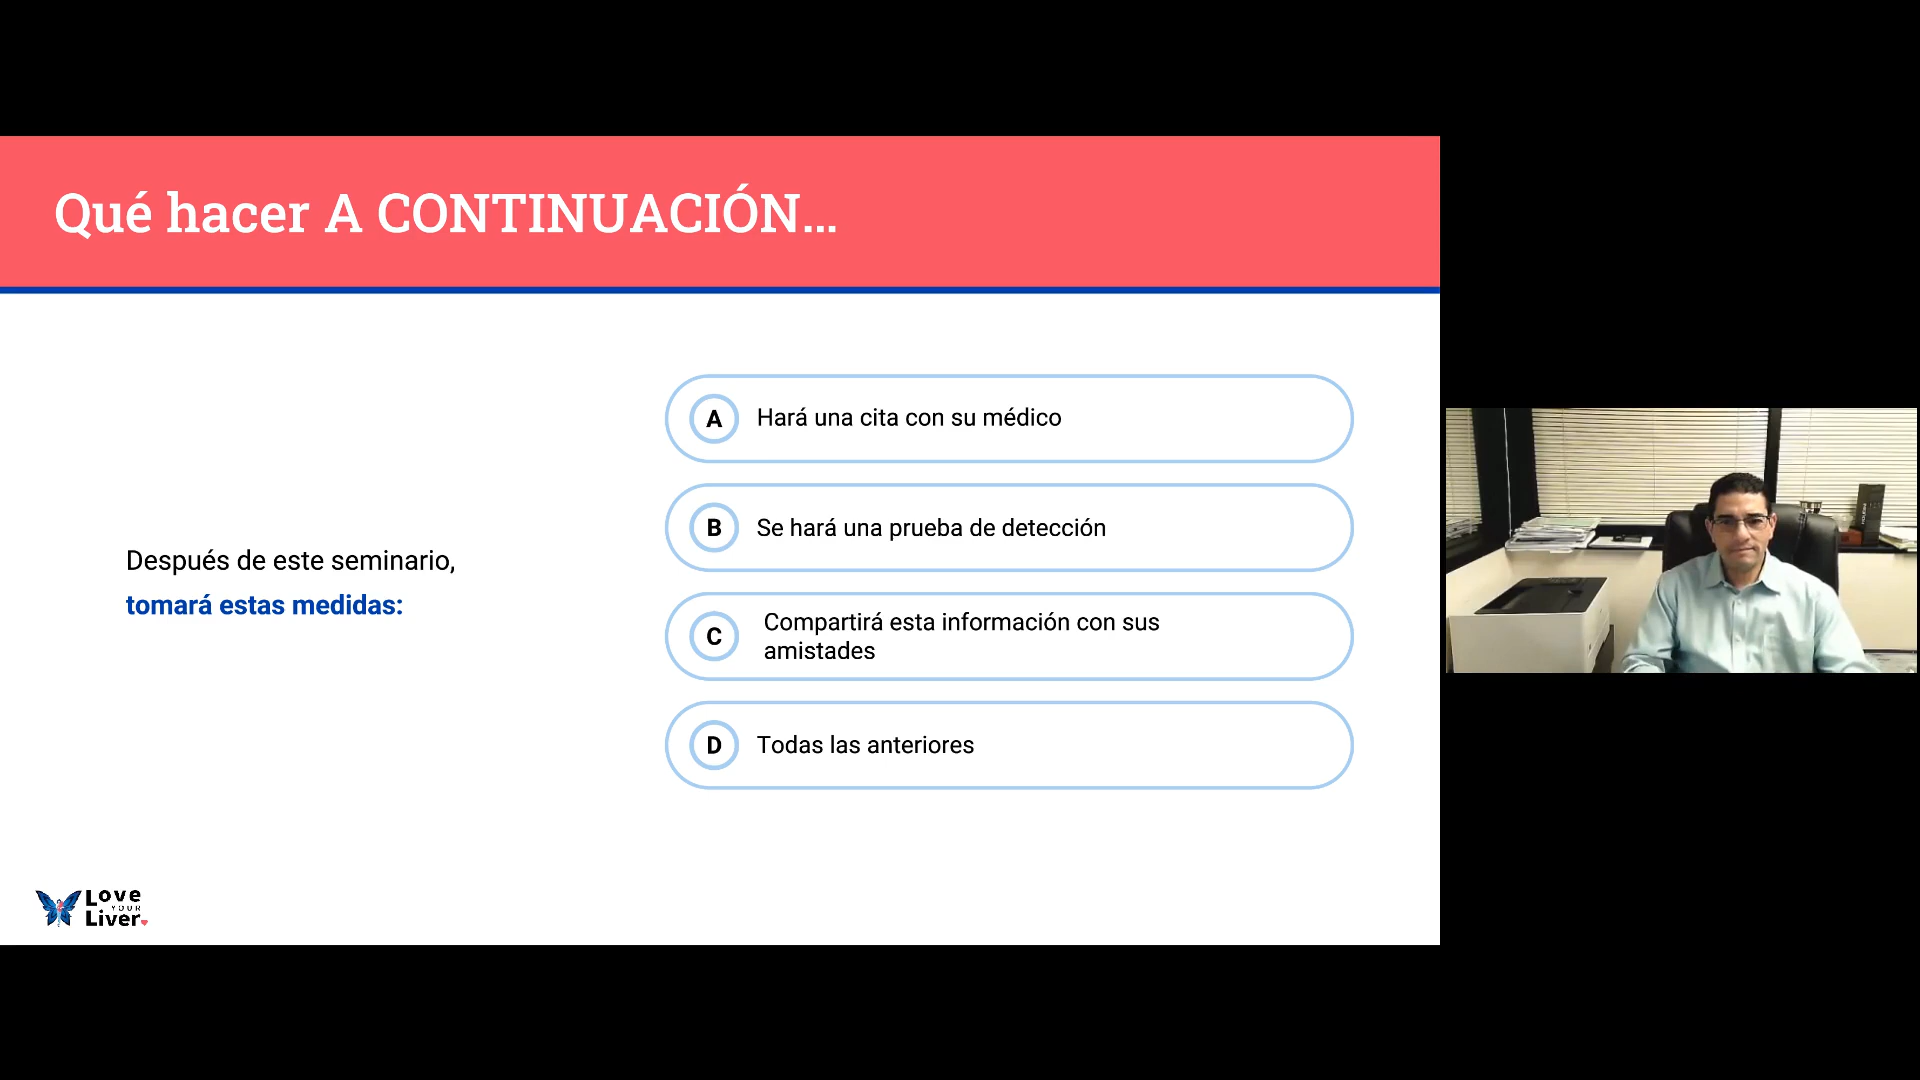 Qué hacer A CONTINUACIÓN...
Después de este seminario,
tomará estas medidas:
A Hará una cita con su médico
B Se hará una prueba de detección
C Compartirá esta información con sus
amistades
D Todas las anteriores
Love
YOUR
Liver